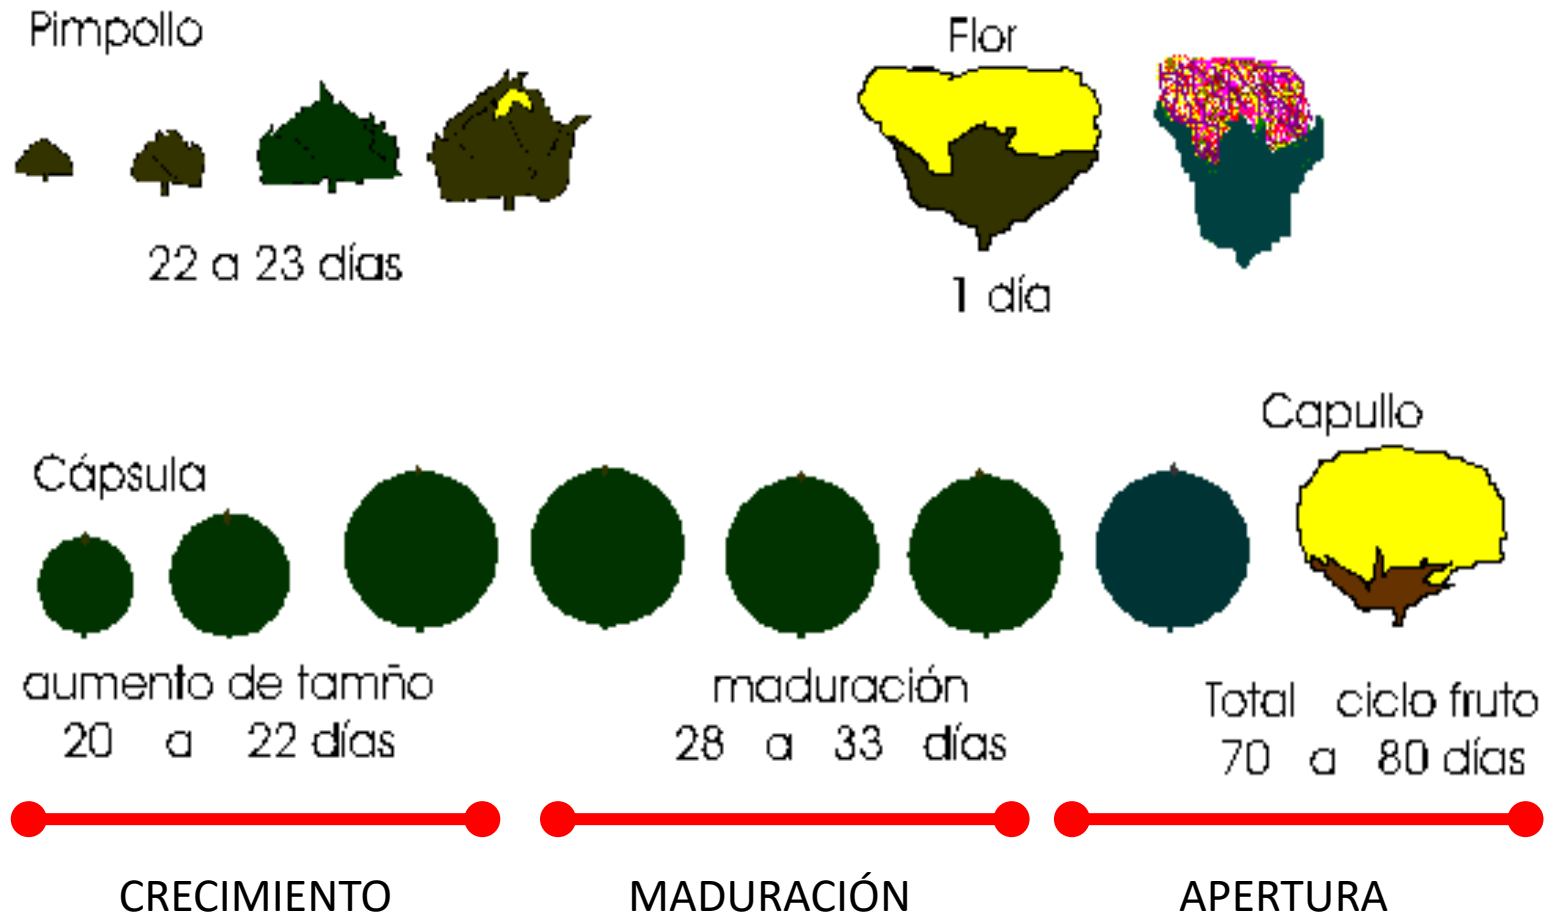 Pimpollo
Flor
22 a 23 días
1 día
Capullo
Cápsula
aumento de tamño
20 a 22 días
maduración
28 a 33 días
Total ciclo fruto
70 a 80 días
CRECIMIENTO
MADURACIÓN
APERTURA